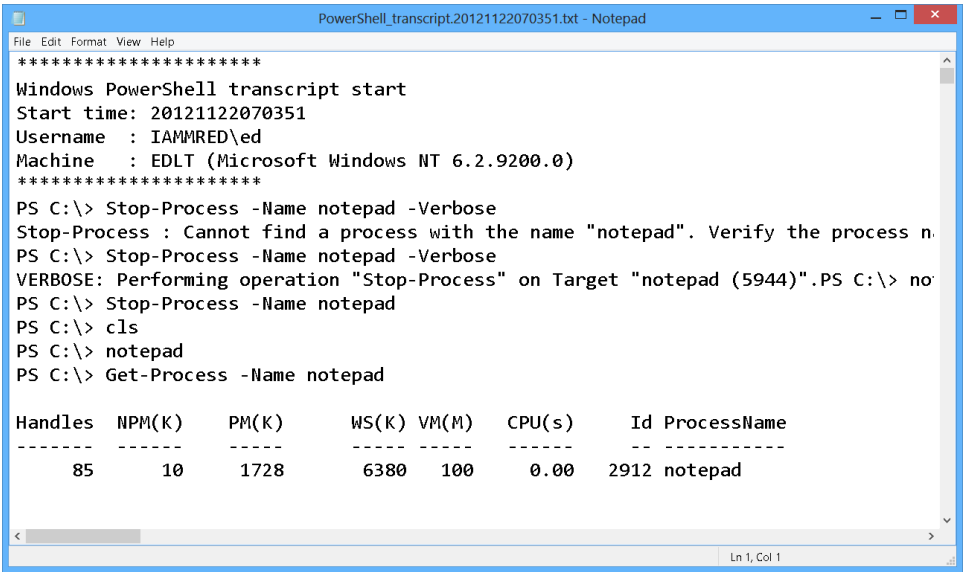 PowerShell_transcript.20121122070351.txt - Notepad
File Edit Format View Help
**********************
Windows PowerShell transcript start
Start time: 20121122070351
Username  : IAMMRED\ed
Machine   : EDLT (Microsoft Windows NT 6.2.9200.0)
**********************
PS C:\> Stop-Process -Name notepad -Verbose
Stop-Process : Cannot find a process with the name "notepad". Verify the process
PS C:\> Stop-Process -Name notepad -Verbose
VERBOSE: Performing operation "Stop-Process" on Target "notepad (5944)".PS C:\>
PS C:\> Stop-Process -Name notepad
PS C:\> cls
PS C:\> notepad
PS C:\> Get-Process -Name notepad
Handles  NPM(K)    PM(K)      WS(K) VM(M)   CPU(s)     Id ProcessName
-------  ------    -----      ----- -----   ------     -- -----------
     85      10     1728       6380   100     0.00   2912 notepad
Ln 1, Col 1